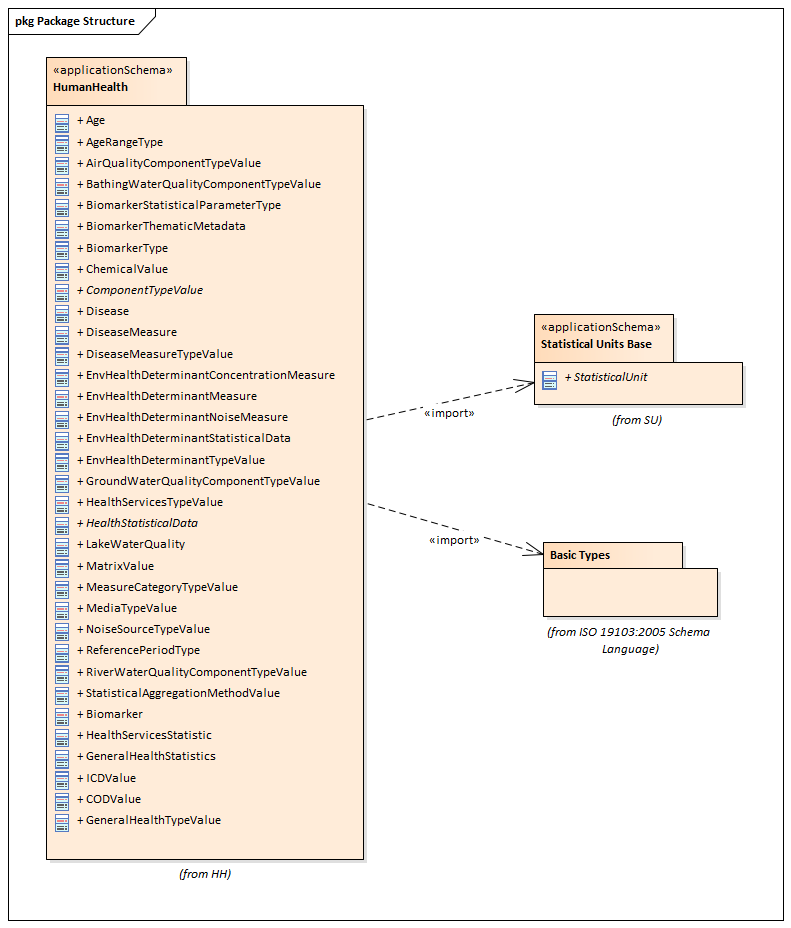 pkg Package Structure
«applicationSchema»
HumanHealth
+ Age
+ AgeRangeType
+ AirQualityComponentTypeValue
+ BathingWaterQualityComponentTypeValue
+ BiomarkerStatisticalParameterType
+ BiomarkerThematicMetadata
+ BiomarkerType
+ ChemicalValue
+ ComponentTypeValue
+ Disease
+ DiseaseMeasure
+ DiseaseMeasureTypeValue
+ EnvHealthDeterminantConcentrationMeasure
+ EnvHealthDeterminantMeasure
+ EnvHealthDeterminantNoiseMeasure
+ EnvHealthDeterminantStatisticalData
+ EnvHealthDeterminantTypeValue
+ GroundWaterQualityComponentTypeValue
+ HealthServicesTypeValue
+ HealthStatisticalData
+ LakeWaterQuality
+ MatrixValue
+ MeasureCategoryTypeValue
+ MediaTypeValue
+ NoiseSourceTypeValue
+ ReferencePeriodType
+ RiverWaterQualityComponentTypeValue
+ StatisticalAggregationMethodValue
+ Biomarker
+ HealthServicesStatistic
+ GeneralHealthStatistics
+ ICDValue
+ CODValue
+ GeneralHealthTypeValue
(from HH)
«import»
«applicationSchema»
Statistical Units Base
+ StatisticalUnit
(from SU)
«import»
Basic Types
(from ISO 19103:2005 Schema
Language)